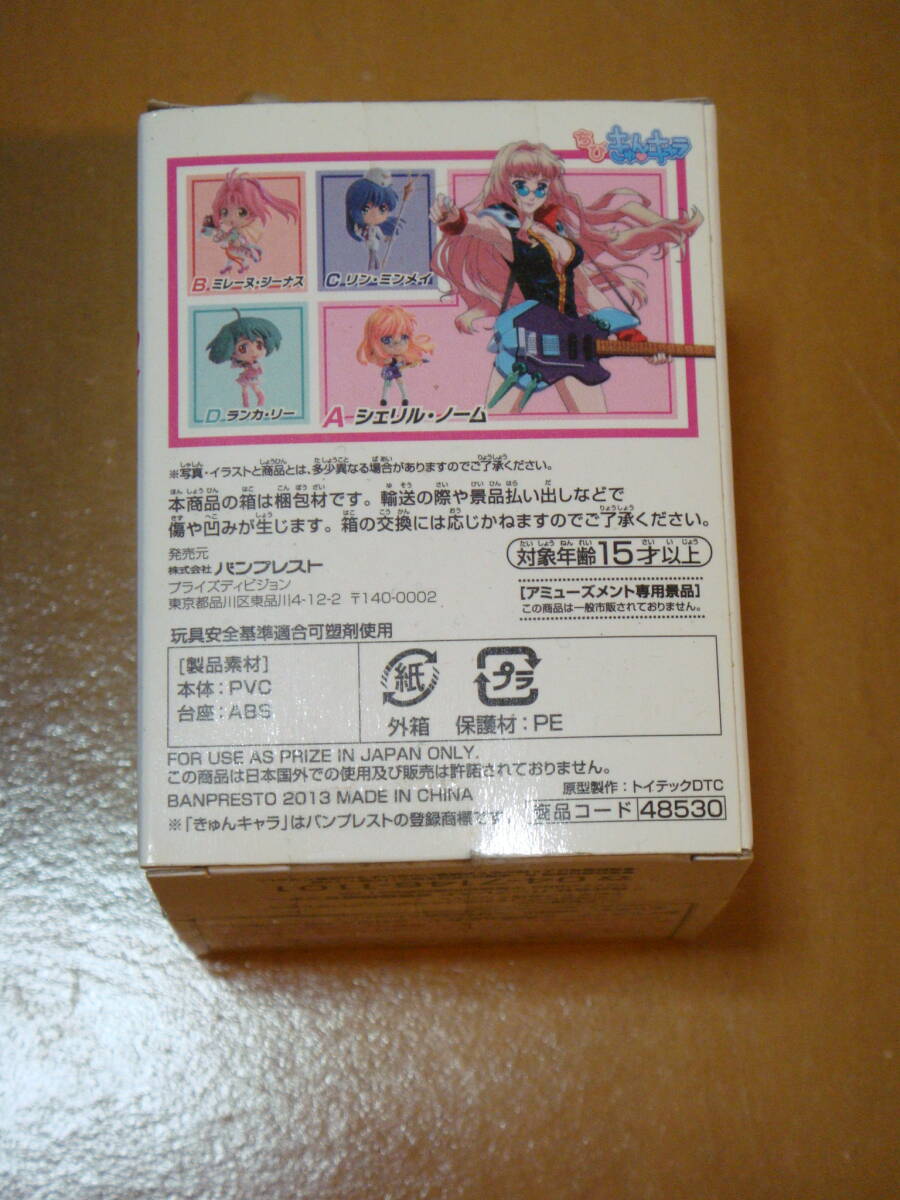 ちびきゅんキャラ
B.ミレーヌ・ジーナス
C.リン・ミンメイ
D.ランカ・リー
A-シェリル・ノーム
※写真・イラストと商品とは、多少異なる場合がありますのでご了承ください。
本商品の箱は梱包材です。輸送の際や景品払い出しなどで
傷や凹みが生じます。箱の交換には応じかねますのでご了承ください。
発売元
株式会社 バンプレスト
プライズディビジョン
東京都品川区東品川4-12-2 〒140-0002
対象年齢15才以上
[アミューズメント専用景品]
この商品は一般市販されておりません。
玩具安全基準適合可塑剤使用
[製品素材]
本体：PVC
台座：ABS
紙
外箱
プラ
保護材：PE
FOR USE AS PRIZE IN JAPAN ONLY.
この商品は日本国外での使用及び販売は許諾されておりません。
原型製作：トイテックDTC
BANPRESTO 2013 MADE IN CHINA
※「きゅんキャラ」はバンプレストの登録商標です。
商品コード 48530